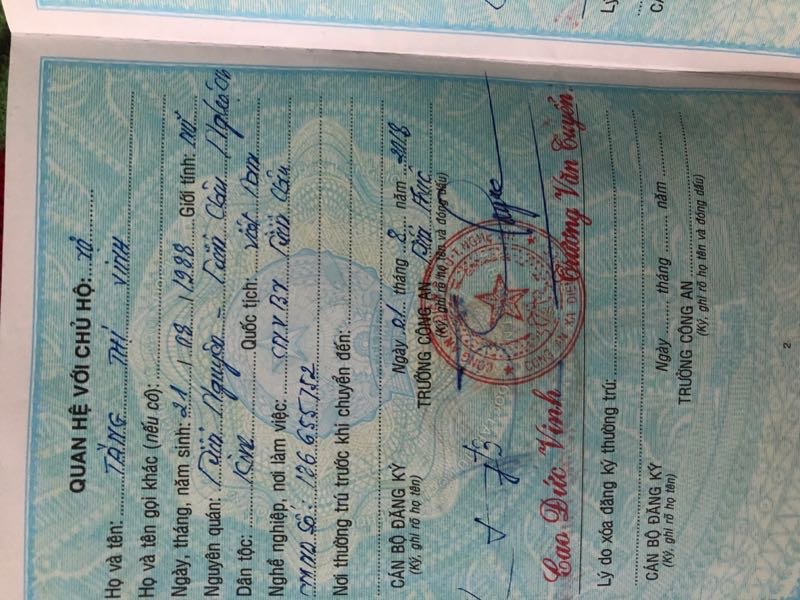 QUAN HỆ VỚI CHỦ HỘ: Vợ
Họ và tên: TĂNG THỊ VINH
Họ và tên gọi khác (nếu có):
Ngày, tháng, năm sinh: 21 / 08 / 1988 Giới tính: Nữ
Nguyên quán: Diễn Nguyên - Diễn Châu Nghệ An
Dân tộc: Kinh Quốc tịch: Việt Nam
Nghề nghiệp, nơi làm việc: CNVBV Diễn Châu
CMND Số: 186 655 752
Nơi thường trú trước khi chuyển đến:
CÁN BỘ ĐĂNG KÝ Ngày 01 tháng 8 năm 2018
(Ký, ghi rõ họ tên) TRƯỞNG CÔNG AN Diễn Phúc
(Ký, ghi rõ họ tên và đóng dấu)
CÔNG AN XÃ DIỄN
Cao Đức Vinh Trương Văn Tuyển
Lý do xóa đăng ký thường trú:
CÁN BỘ ĐĂNG KÝ Ngày tháng năm
(Ký, ghi rõ họ tên) TRƯỞNG CÔNG AN
(Ký, ghi rõ họ tên và đóng dấu)
2
Lý
CÁ